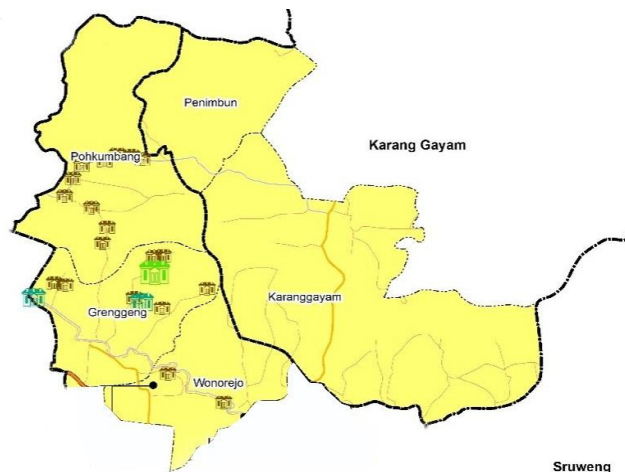 Penimbun
Karang Gayam
Pohkumbang
Karanggayam
Grenggeng
Wonorejo
Sruweng